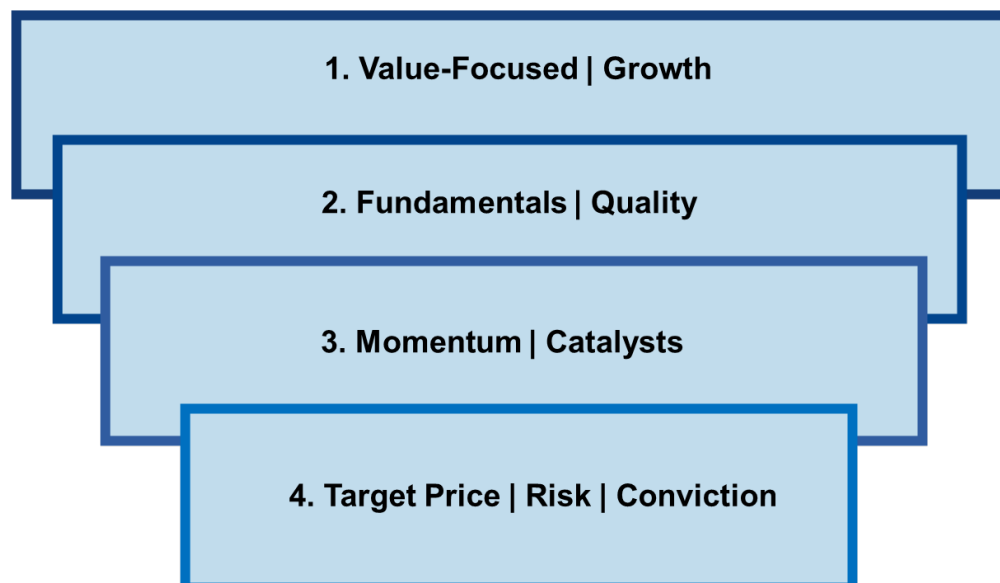 1. Value-Focused | Growth
2. Fundamentals | Quality
3. Momentum | Catalysts
4. Target Price | Risk | Conviction